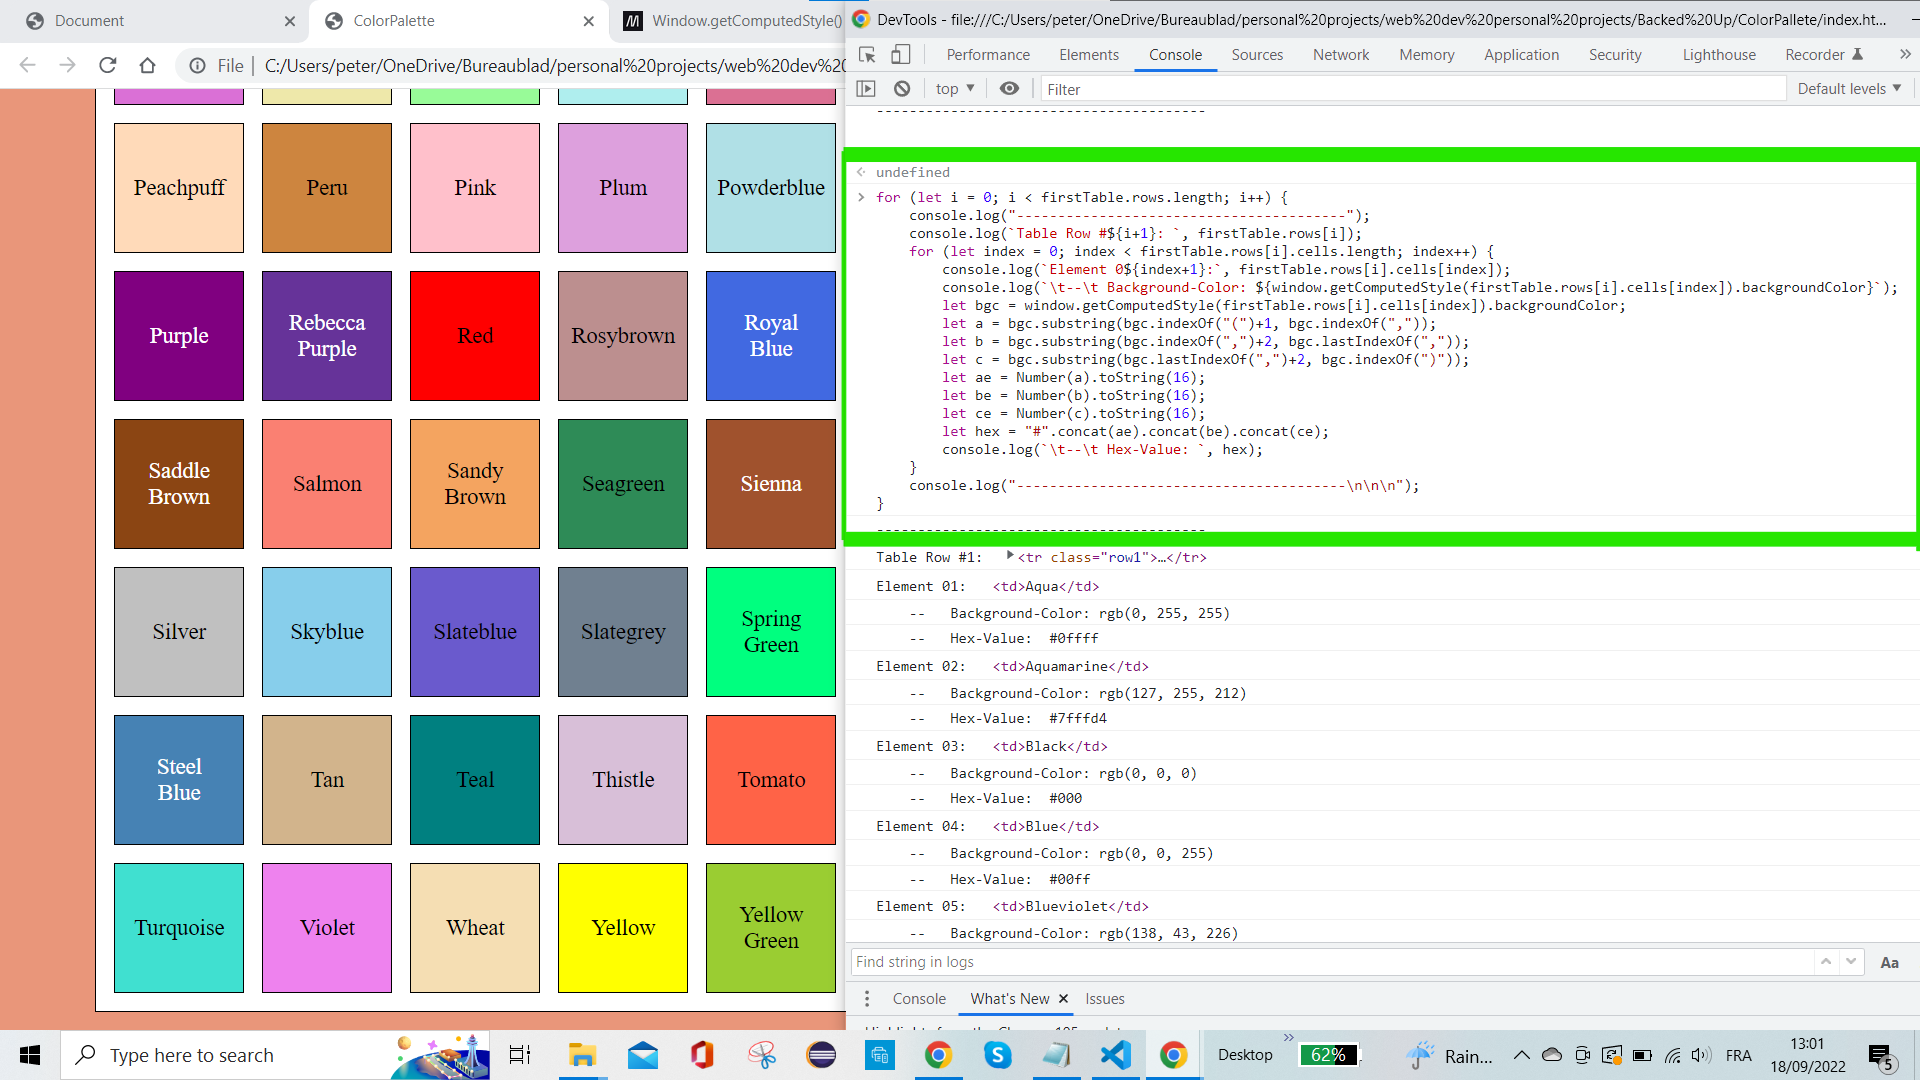 Document
ColorPalette
Window.getComputedStyle()
File
C:/Users/peter/OneDrive/Bureaublad/personal%20projects/web%20dev%20
Peachpuff
Peru
Pink
Plum
Powderblue
Purple
Rebecca
Purple
Red
Rosybrown
Royal
Blue
Saddle
Brown
Salmon
Sandy
Brown
Seagreen
Sienna
Silver
Skyblue
Slateblue
Slategrey
Spring
Green
Steel
Blue
Tan
Teal
Thistle
Tomato
Turquoise
Violet
Wheat
Yellow
Yellow
Green
DevTools - file:///C:/Users/peter/OneDrive/Bureaublad/personal%20projects/web%20dev%20personal%20projects/Backed%20Up/ColorPallete/index.ht...
Performance Elements Console Sources Network Memory Application Security Lighthouse Recorder
top Filter Default levels
----------------------------------------
undefined
for (let i = 0; i < firstTable.rows.length; i++) {
console.log("----------------------------------------");
console.log(`Table Row #${i+1}: `, firstTable.rows[i]);
for (let index = 0; index < firstTable.rows[i].cells.length; index++) {
console.log(`Element 0${index+1}:`, firstTable.rows[i].cells[index]);
console.log(`\t--\t Background-Color: ${window.getComputedStyle(firstTable.rows[i].cells[index]).backgroundColor}`);
let bgc = window.getComputedStyle(firstTable.rows[i].cells[index]).backgroundColor;
let a = bgc.substring(bgc.indexOf("(")+1, bgc.indexOf(","));
let b = bgc.substring(bgc.indexOf(",")+2, bgc.lastIndexOf(","));
let c = bgc.substring(bgc.lastIndexOf(",")+2, bgc.indexOf(")"));
let ae = Number(a).toString(16);
let be = Number(b).toString(16);
let ce = Number(c).toString(16);
let hex = "#".concat(ae).concat(be).concat(ce);
console.log(`\t--\t Hex-Value: `, hex);
}
console.log("----------------------------------------\n\n\n");
}
----------------------------------------
Table Row #1: <tr class="row1">…</tr>
Element 01: <td>Aqua</td>
-- Background-Color: rgb(0, 255, 255)
-- Hex-Value: #0ffff
Element 02: <td>Aquamarine</td>
-- Background-Color: rgb(127, 255, 212)
-- Hex-Value: #7fffd4
Element 03: <td>Black</td>
-- Background-Color: rgb(0, 0, 0)
-- Hex-Value: #000
Element 04: <td>Blue</td>
-- Background-Color: rgb(0, 0, 255)
-- Hex-Value: #00ff
Element 05: <td>Blueviolet</td>
-- Background-Color: rgb(138, 43, 226)
Find string in logs
Aa
Console What's New Issues
Type here to search
Desktop
62%
Rain...
FRA
13:01
18/09/2022
5